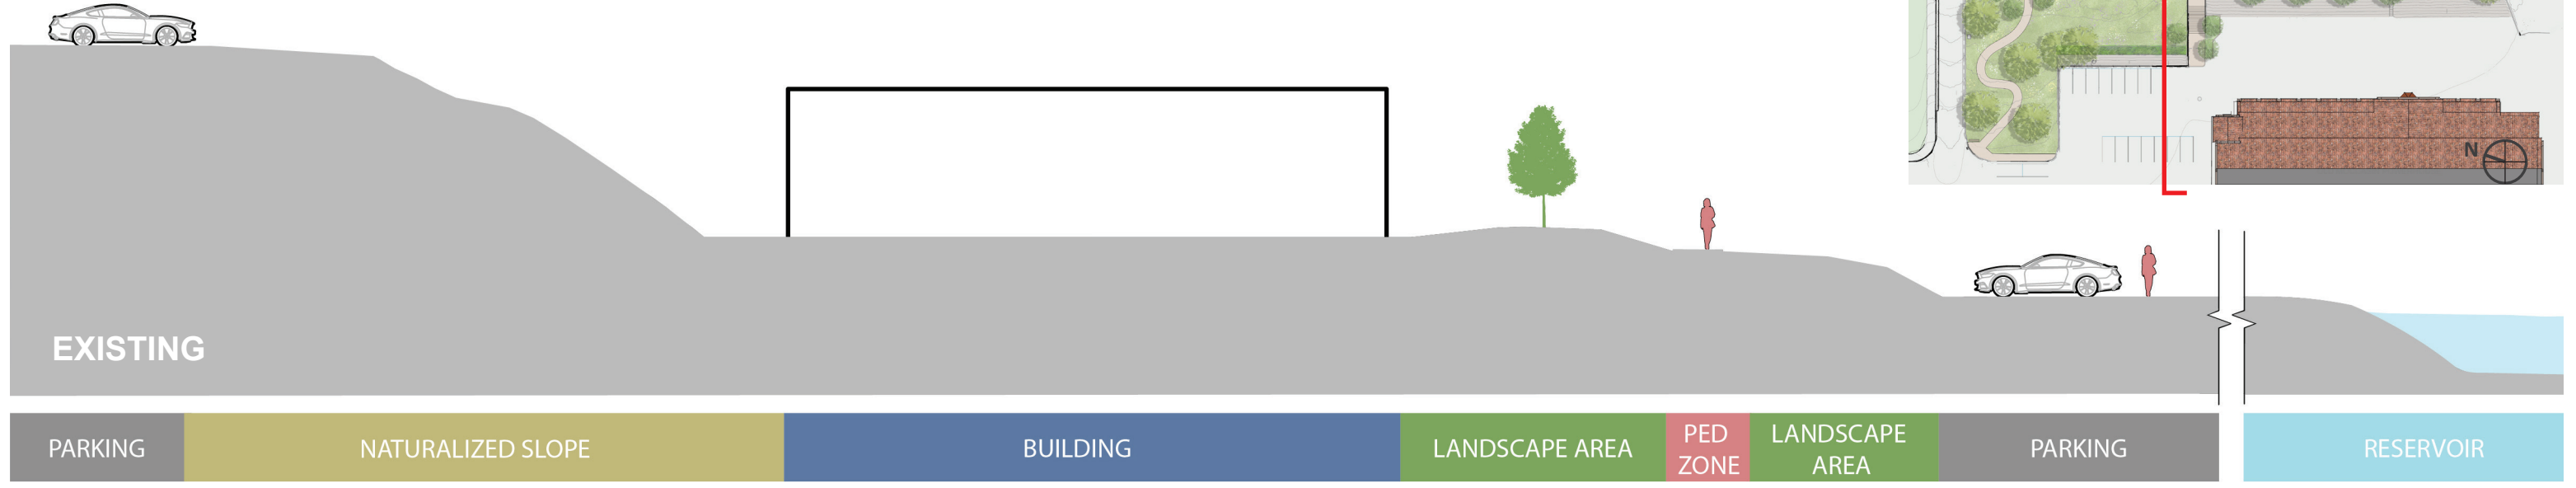 N
EXISTING
PARKING
NATURALIZED SLOPE
BUILDING
LANDSCAPE AREA
PED
ZONE
LANDSCAPE
AREA
PARKING
RESERVOIR